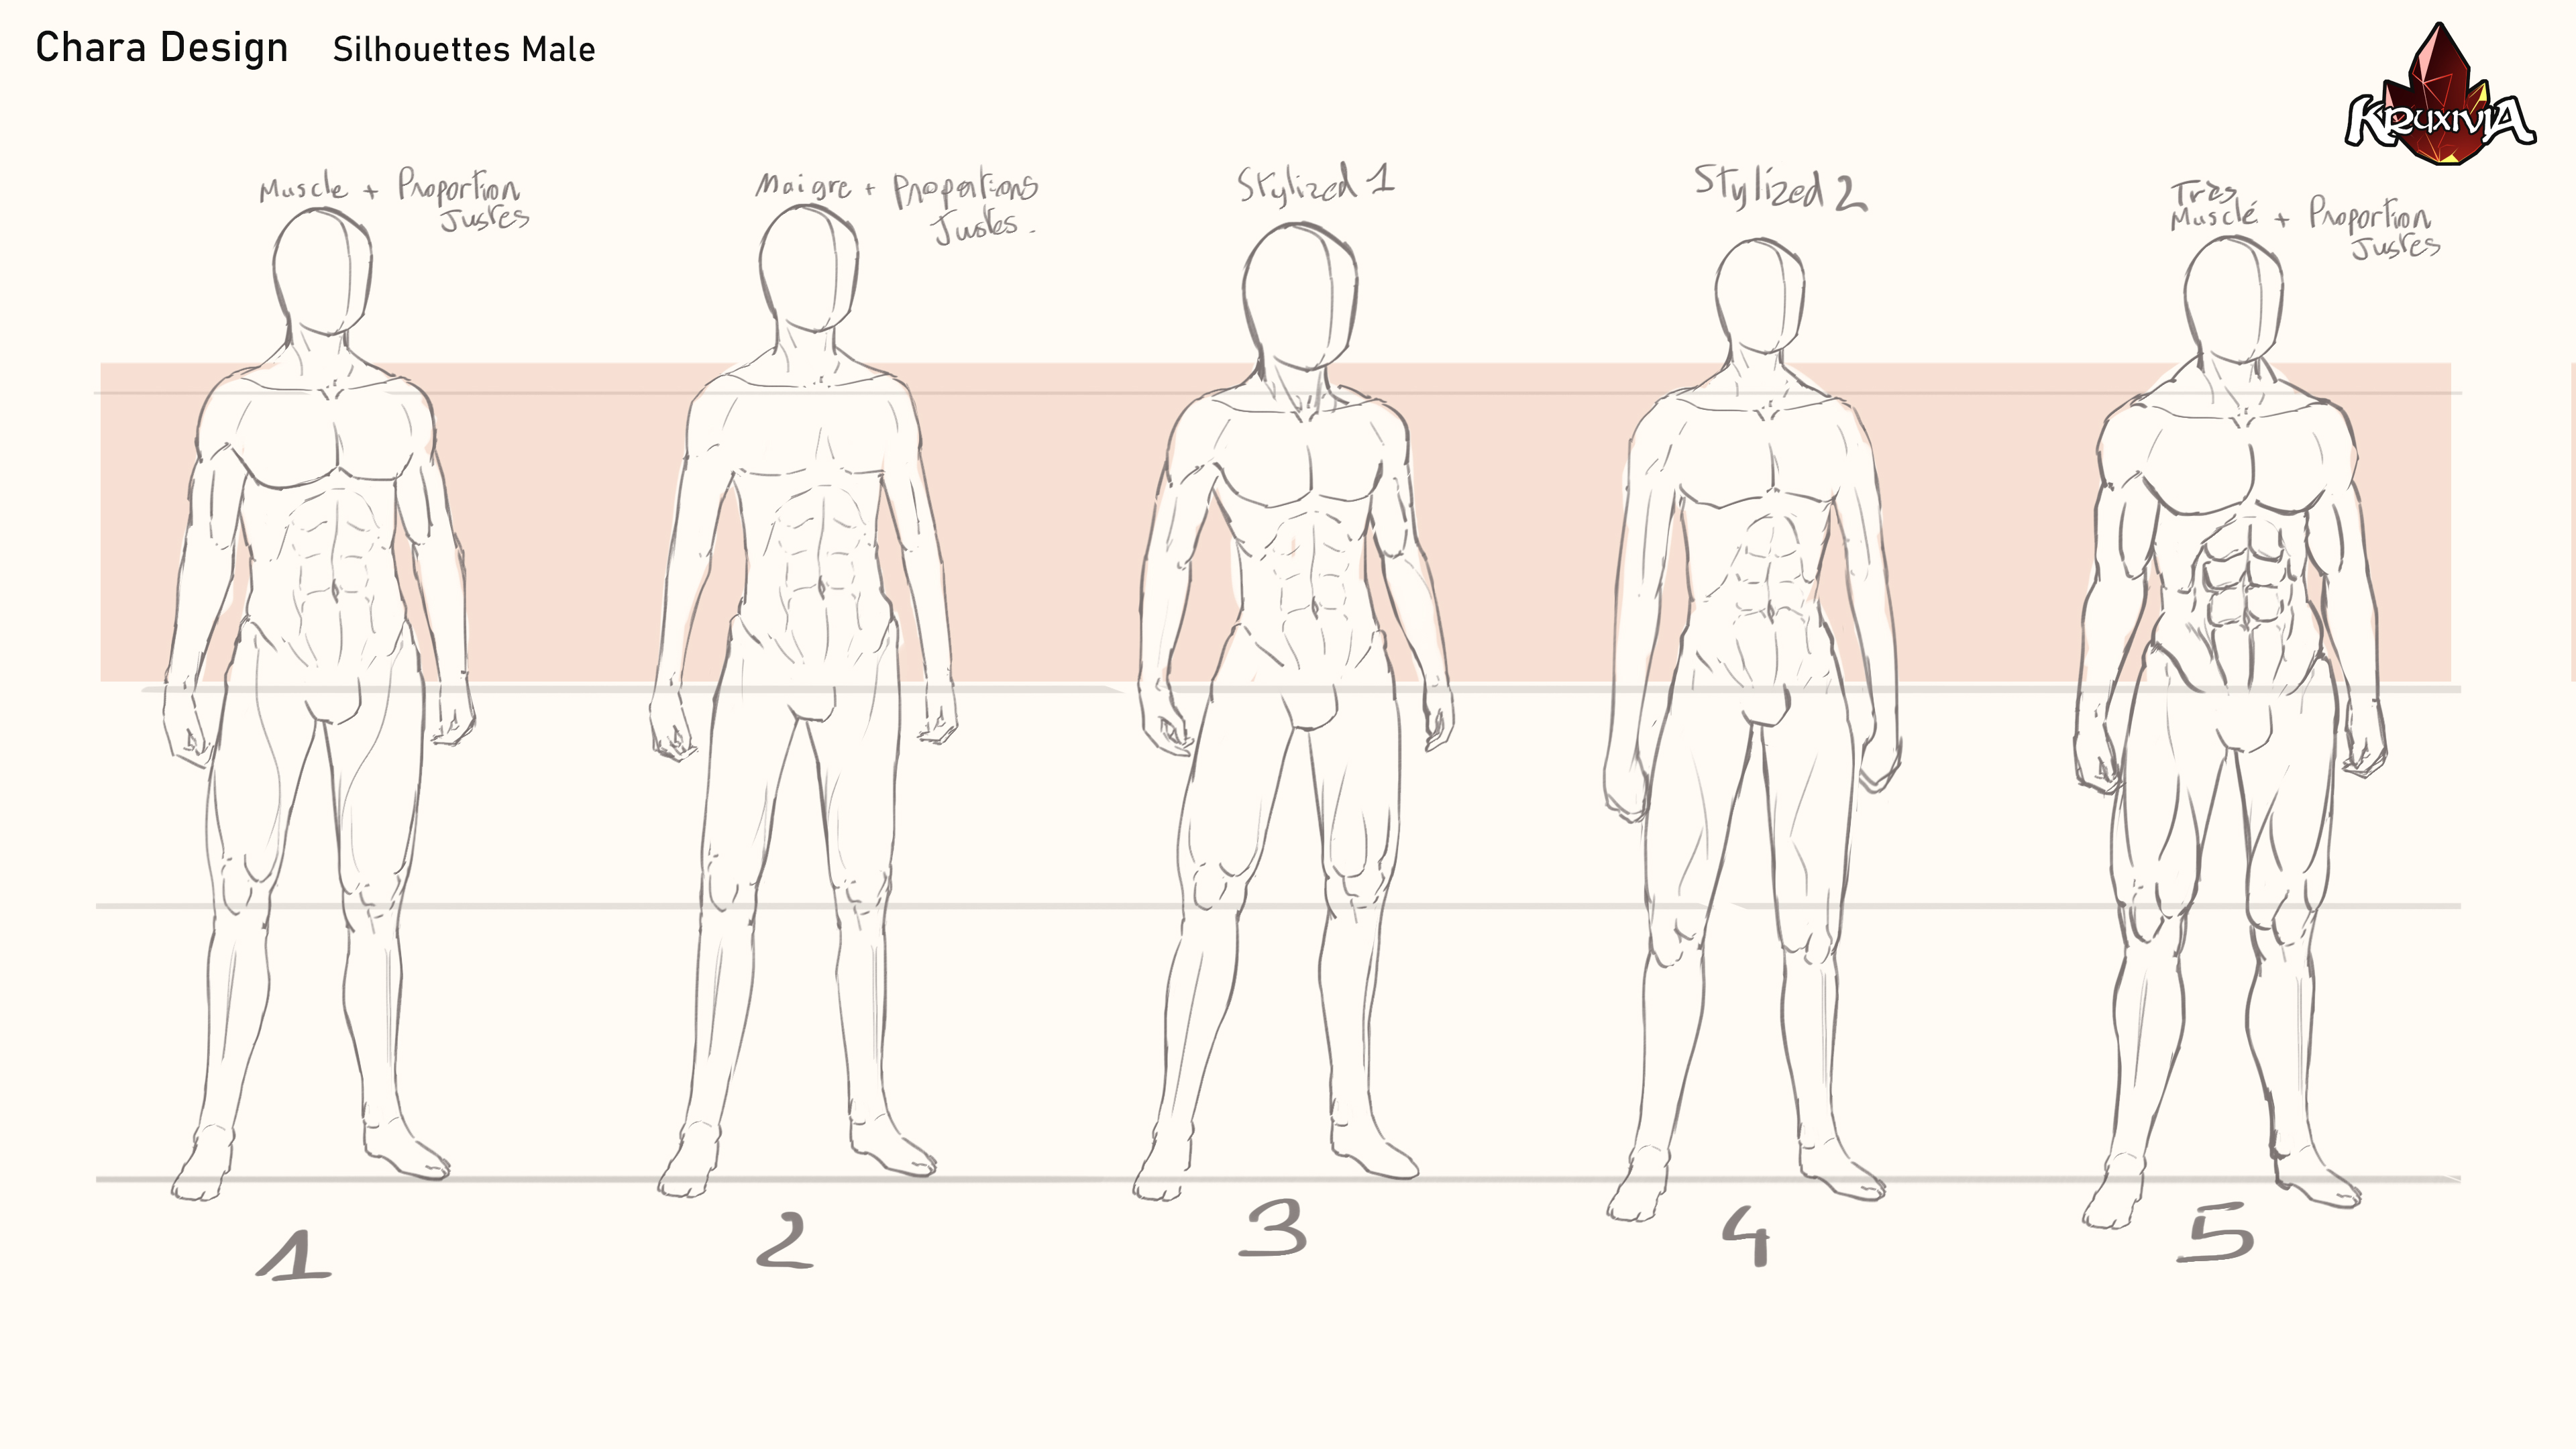 Chara Design Silhouettes Male
KRUXIVIA
Muscle + Proportion
Justes
Maigre + Proportions
Justes.
Stylized 1
Stylized 2
Très
Musclé + Proportion
Justes
1
2
3
4
5